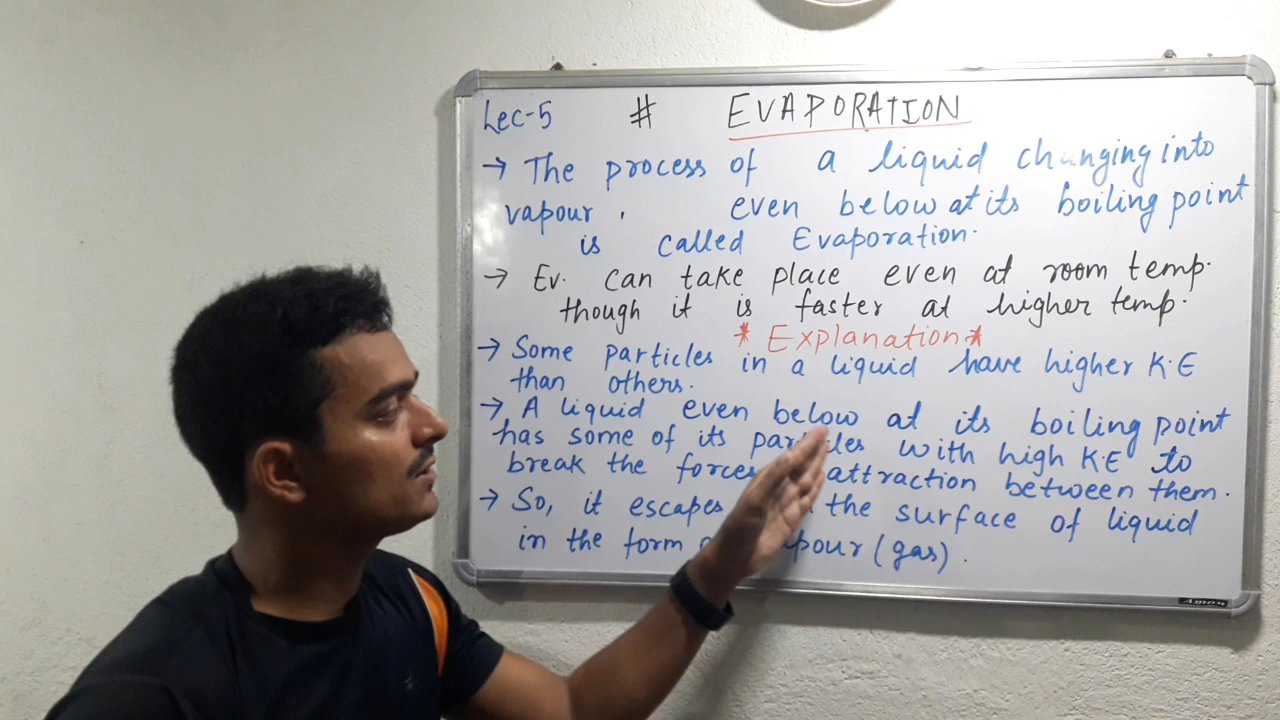 Lec-5 # EVAPORATION
→ The process of a liquid changing into
vapour. even below at its boiling point
is called Evaporation.
→ Ev. can take place even at room temp.
though it is faster at higher temp.
* Explanation *
→ Some particles in a liquid have higher K.E
than others.
→ A liquid even below at its boiling point
has some of its particles with high K.E to
break the forces attraction between them.
→ So, it escapes the surface of liquid
in the form vapour (gas).